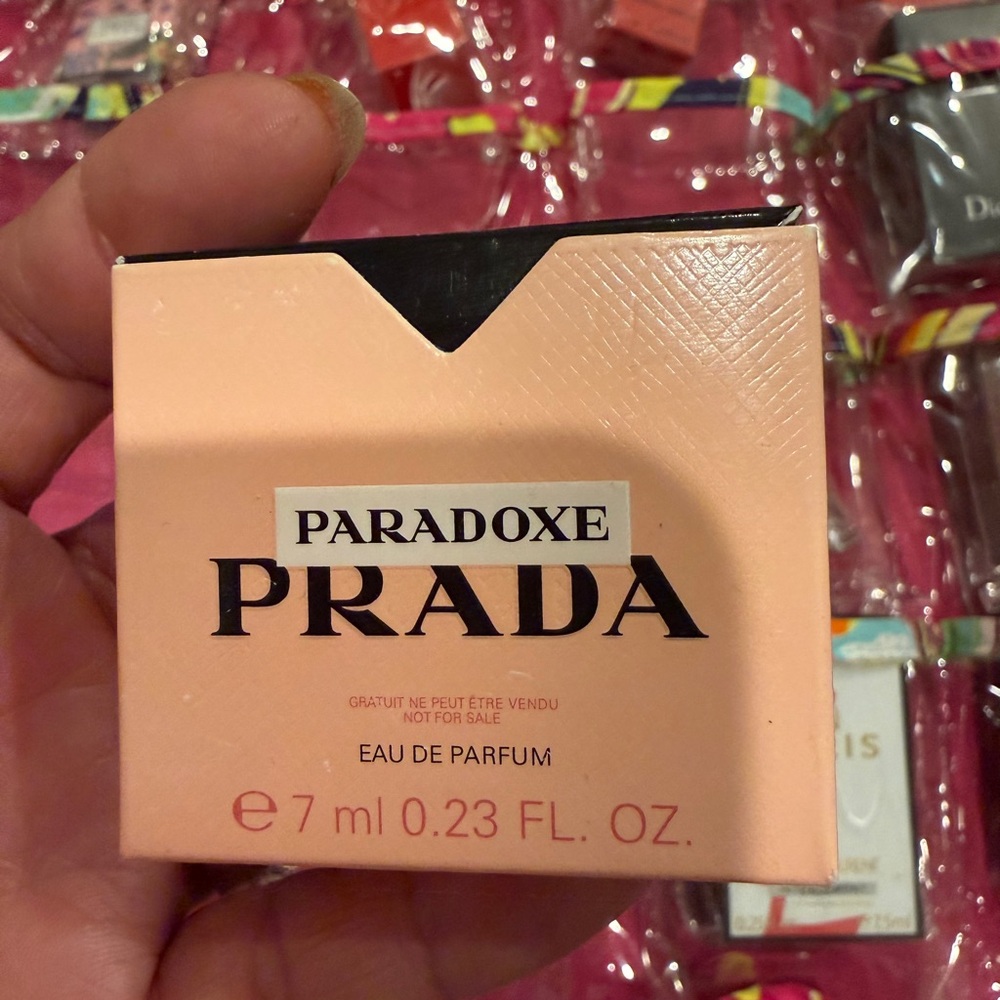 PARADOXE
PRADA
GRATUIT NE PEUT ÊTRE VENDU
NOT FOR SALE
EAU DE PARFUM
e 7 ml 0.23 FL. OZ.